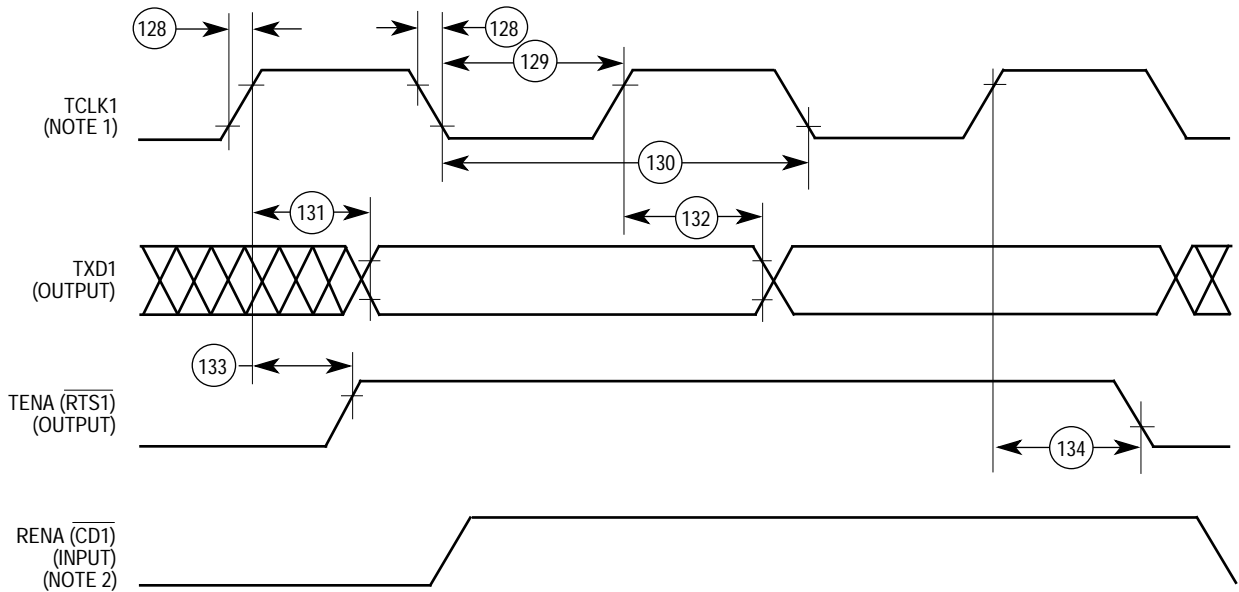 128
128
129
TCLK1
(NOTE 1)
130
131
132
TXD1
(OUTPUT)
133
TENA (RTS1)
(OUTPUT)
134
RENA (CD1)
(INPUT)
(NOTE 2)